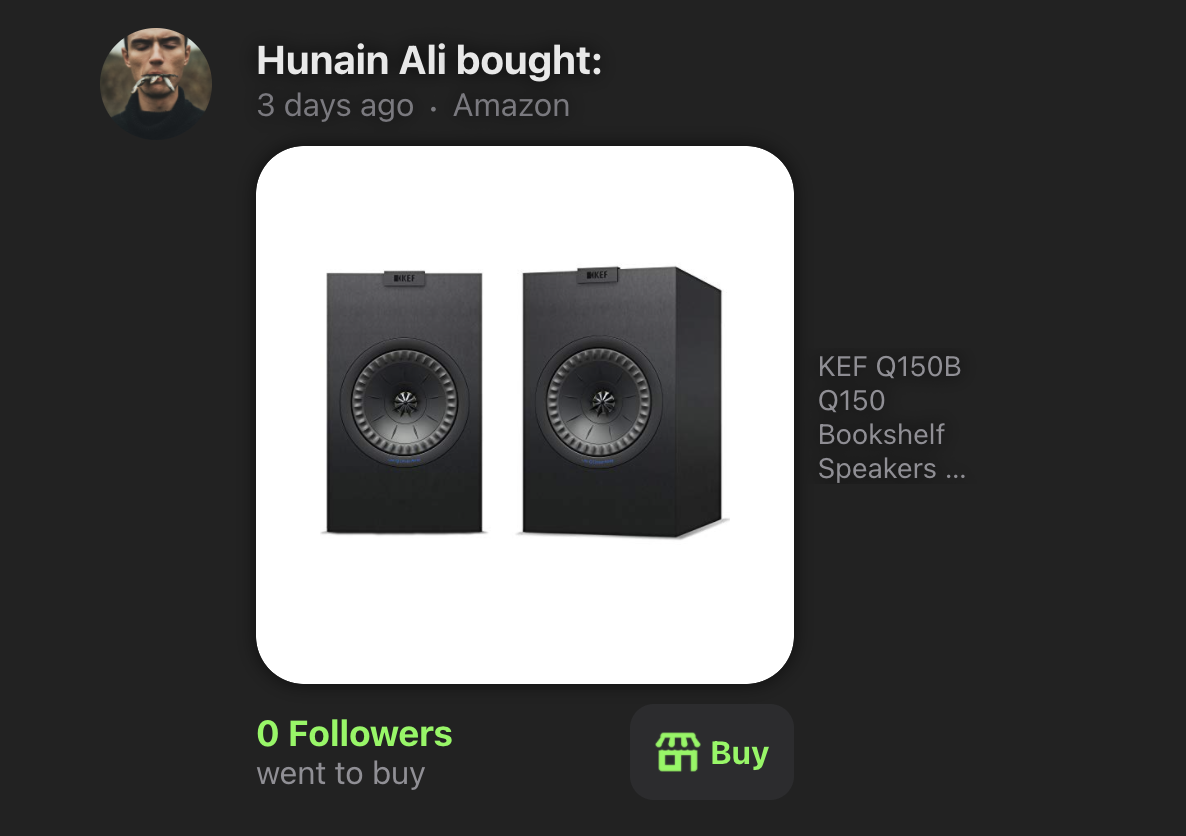 Hunain Ali bought:
3 days ago · Amazon
KEF
KEF
KEF Q150B
Q150
Bookshelf
Speakers ...
0 Followers
went to buy
Buy